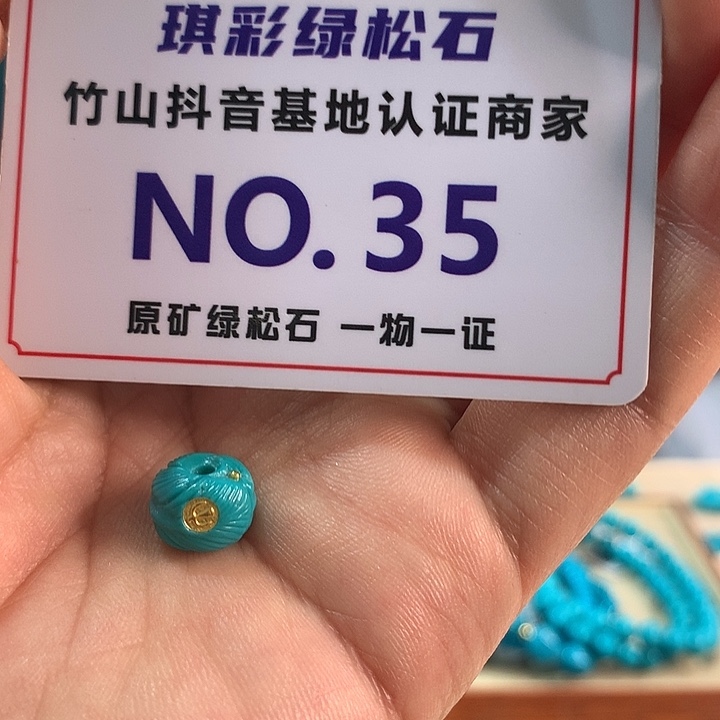 琪彩绿松石
竹山抖音基地认证商家
NO.35
原矿绿松石 一物一证